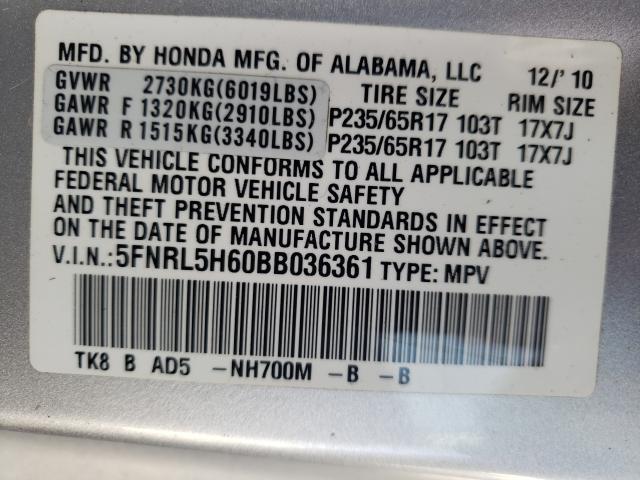 MFD. BY HONDA MFG. OF ALABAMA, LLC 12/'10
GVWR 2730KG(6019LBS) TIRE SIZE RIM SIZE
GAWR F 1320KG(2910LBS) P235/65R17 103T 17X7J
GAWR R 1515KG(3340LBS) P235/65R17 103T 17X7J
THIS VEHICLE CONFORMS TO ALL APPLICABLE
FEDERAL MOTOR VEHICLE SAFETY
AND THEFT PREVENTION STANDARDS IN EFFECT
ON THE DATE OF MANUFACTURE SHOWN ABOVE.
V.I.N.:5FNRL5H60BB036361 TYPE: MPV
TK8 B AD5 -NH700M -B -B